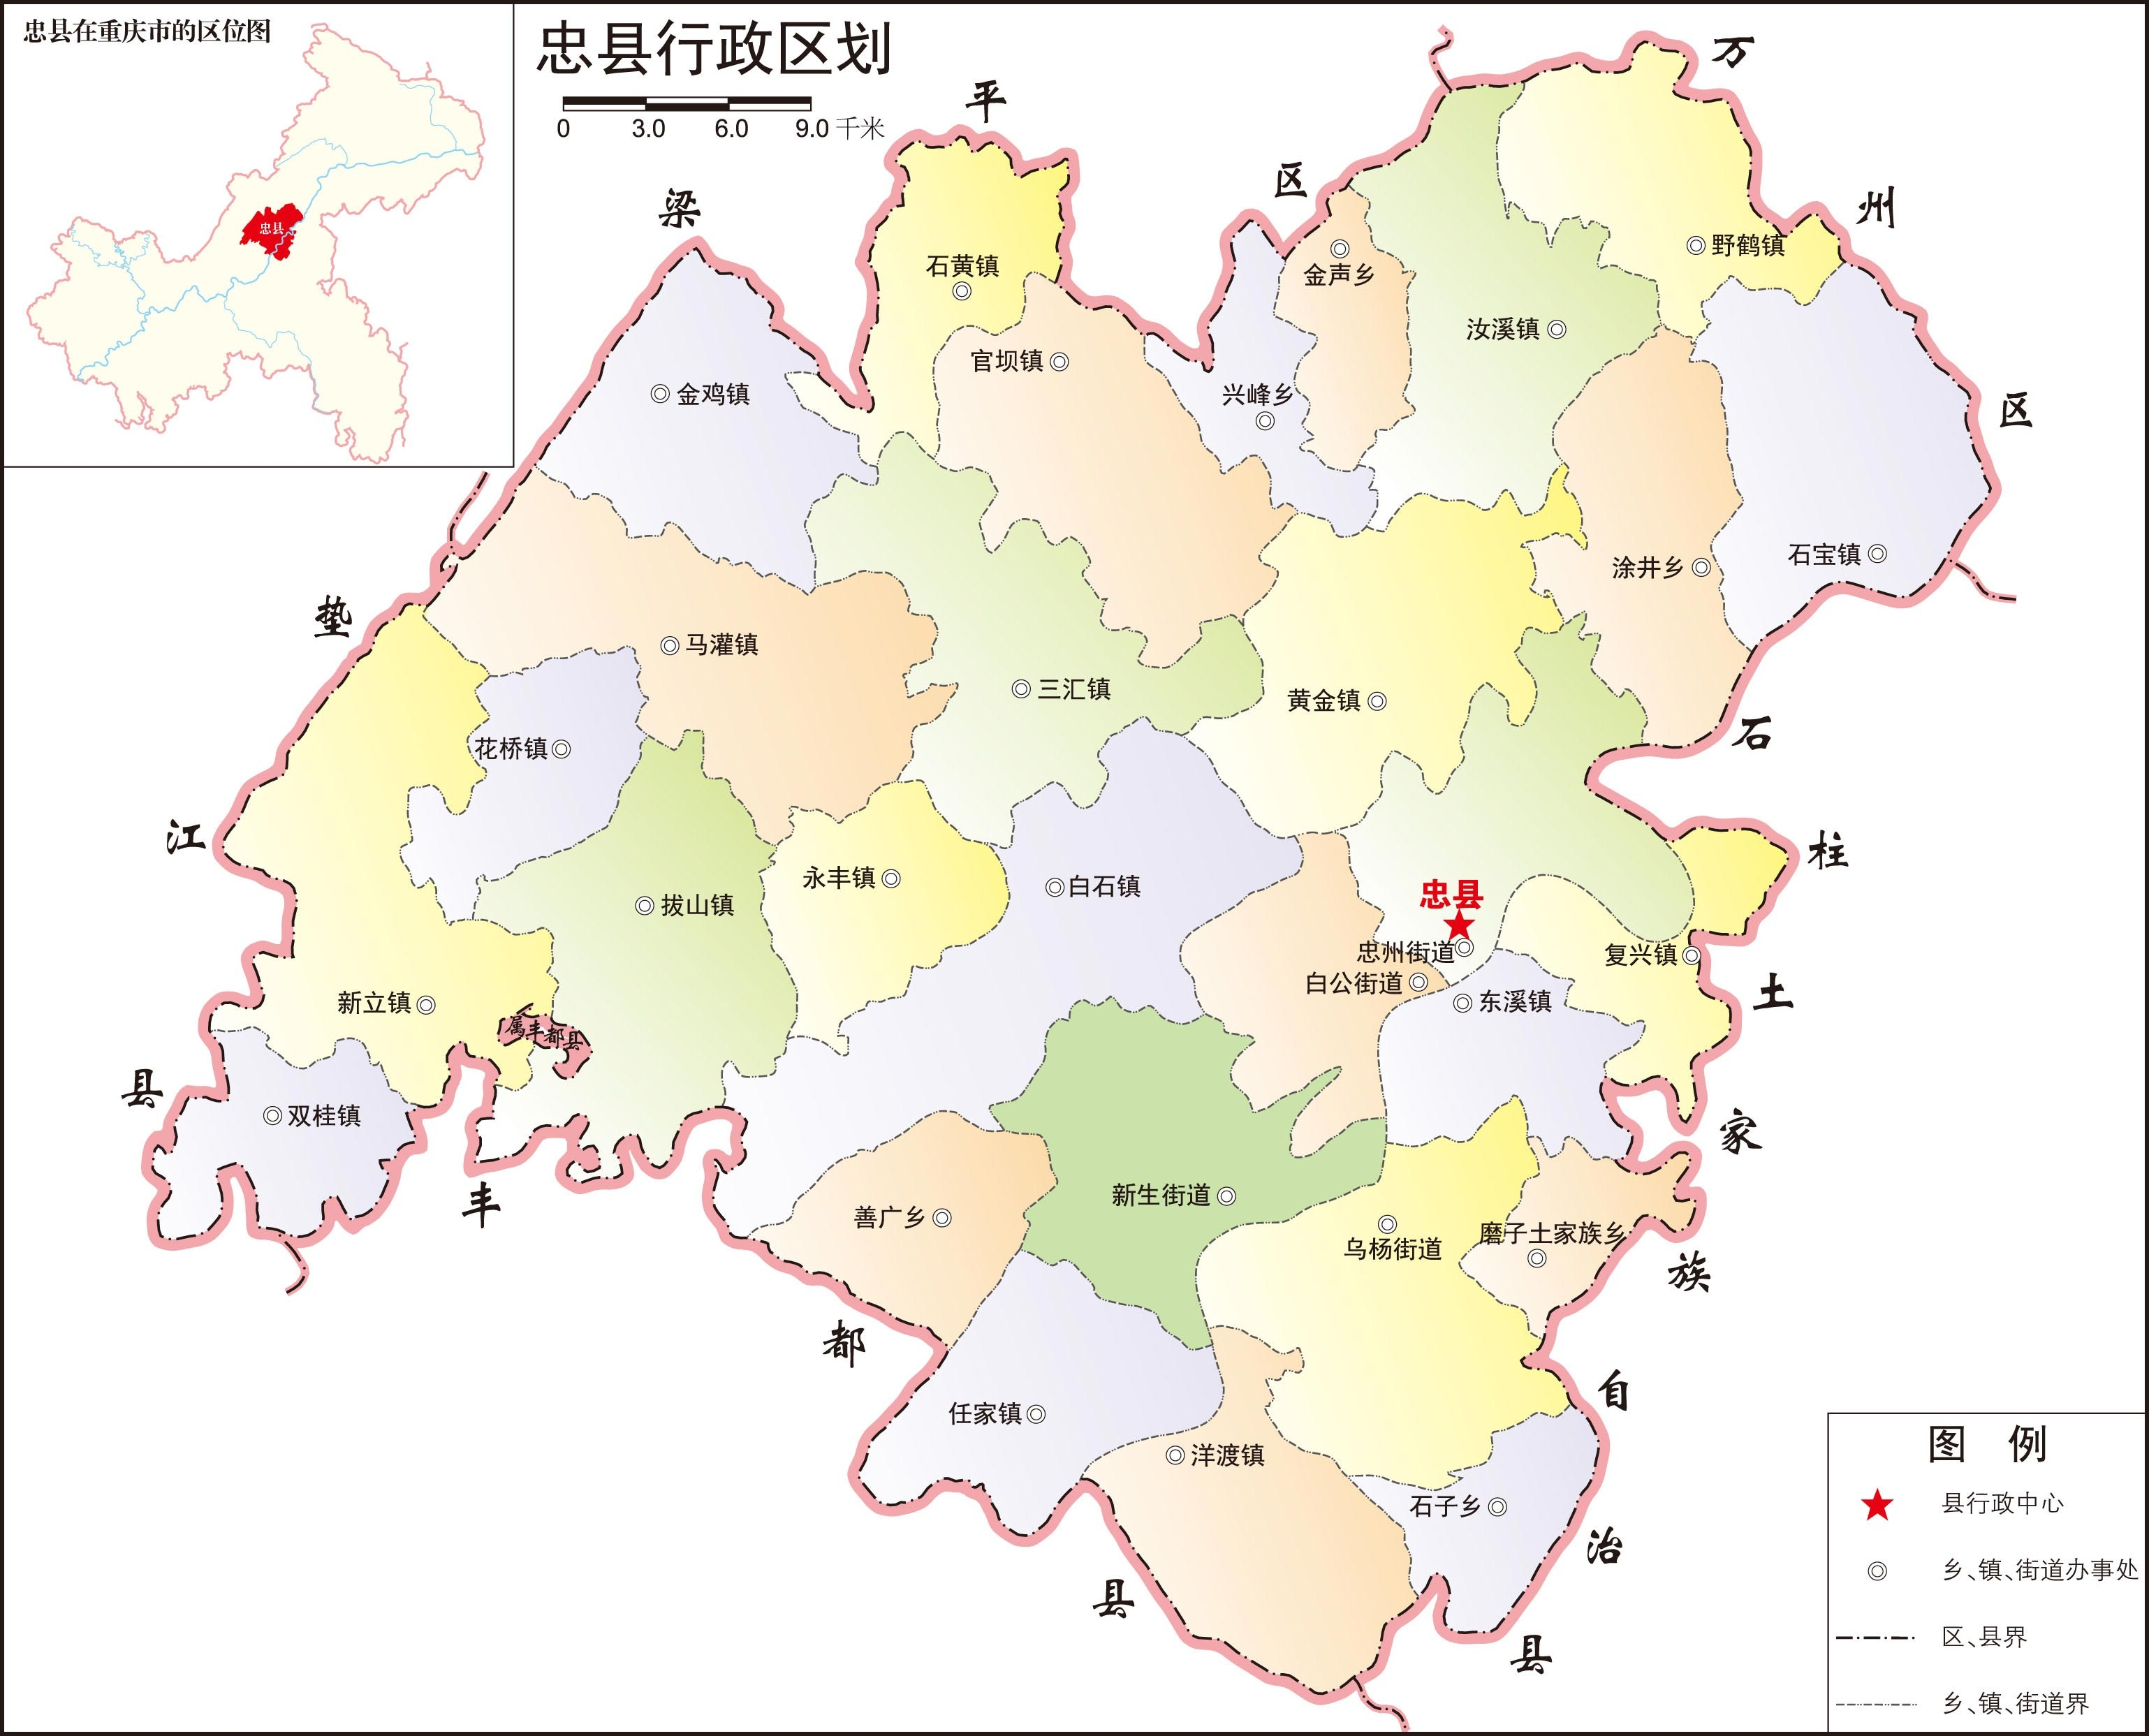 忠县在重庆市的区位图
忠县
忠县行政区划
0 3.0 6.0 9.0 千米
梁
平
区
万
州
区
石
柱
土
家
族
自
治
县
垫
江
县
丰
都
县
石黄镇
金声乡
野鹤镇
汝溪镇
官坝镇
金鸡镇
兴峰乡
石宝镇
涂井乡
马灌镇
三汇镇
黄金镇
花桥镇
永丰镇
白石镇
拔山镇
忠县
忠州街道
复兴镇
白公街道
东溪镇
新立镇
属丰都县
双桂镇
新生街道
善广乡
乌杨街道
磨子土家族乡
任家镇
洋渡镇
石子乡
图 例
县行政中心
乡、镇、街道办事处
区、县界
乡、镇、街道界